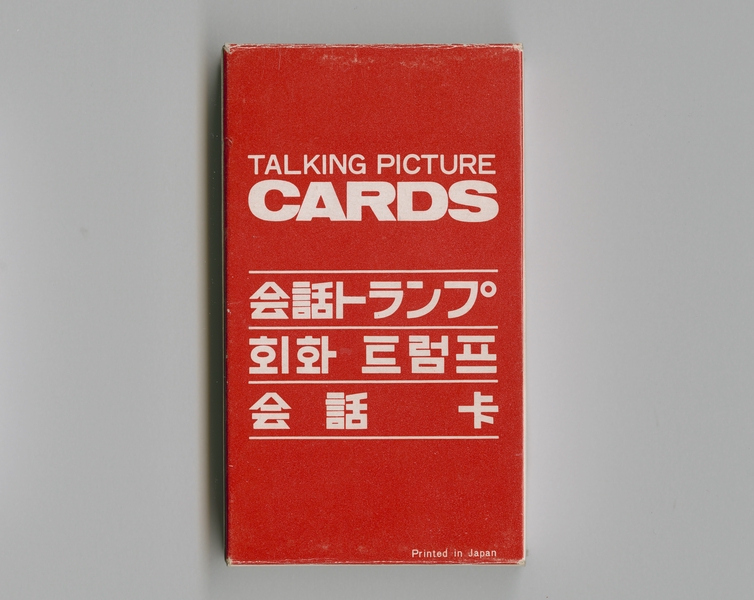 TALKING PICTURE
CARDS
会話トランプ
회화 트럼프
会話 卡
Printed in Japan